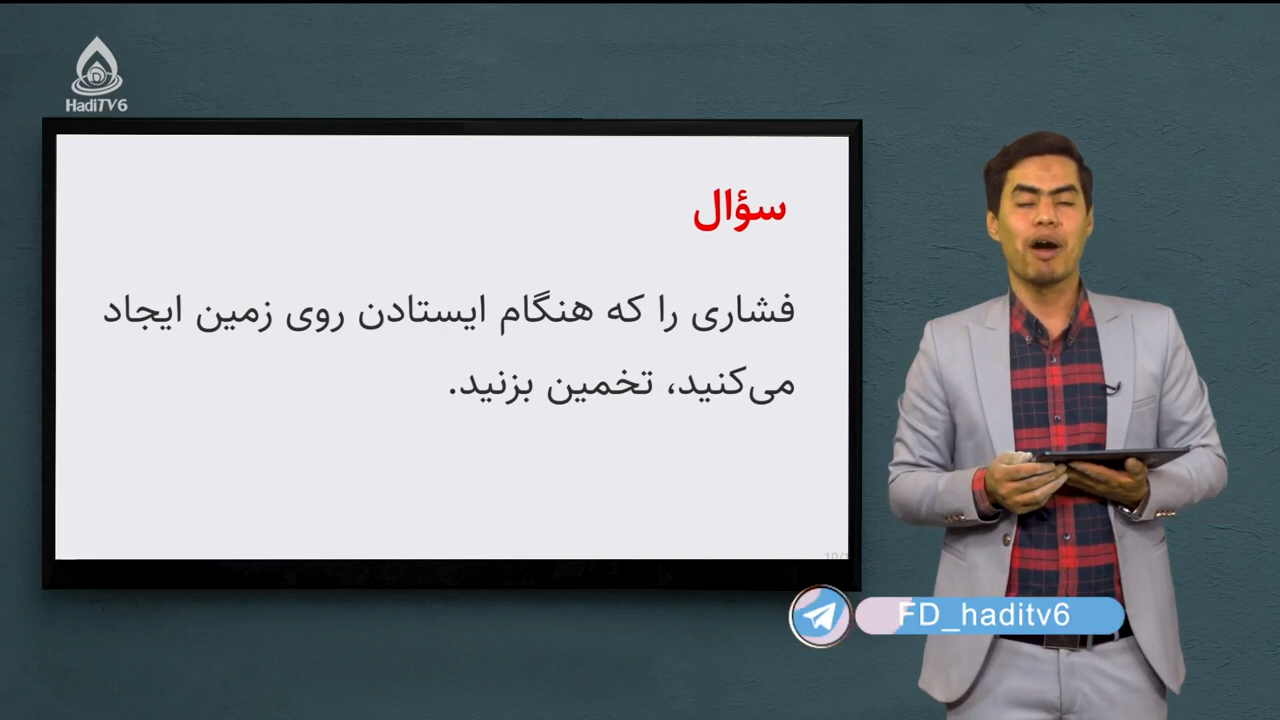 HadiTV6
سؤال
فشاری را که هنگام ایستادن روی زمین ایجاد
می‌کنید، تخمین بزنید.
FD_haditv6